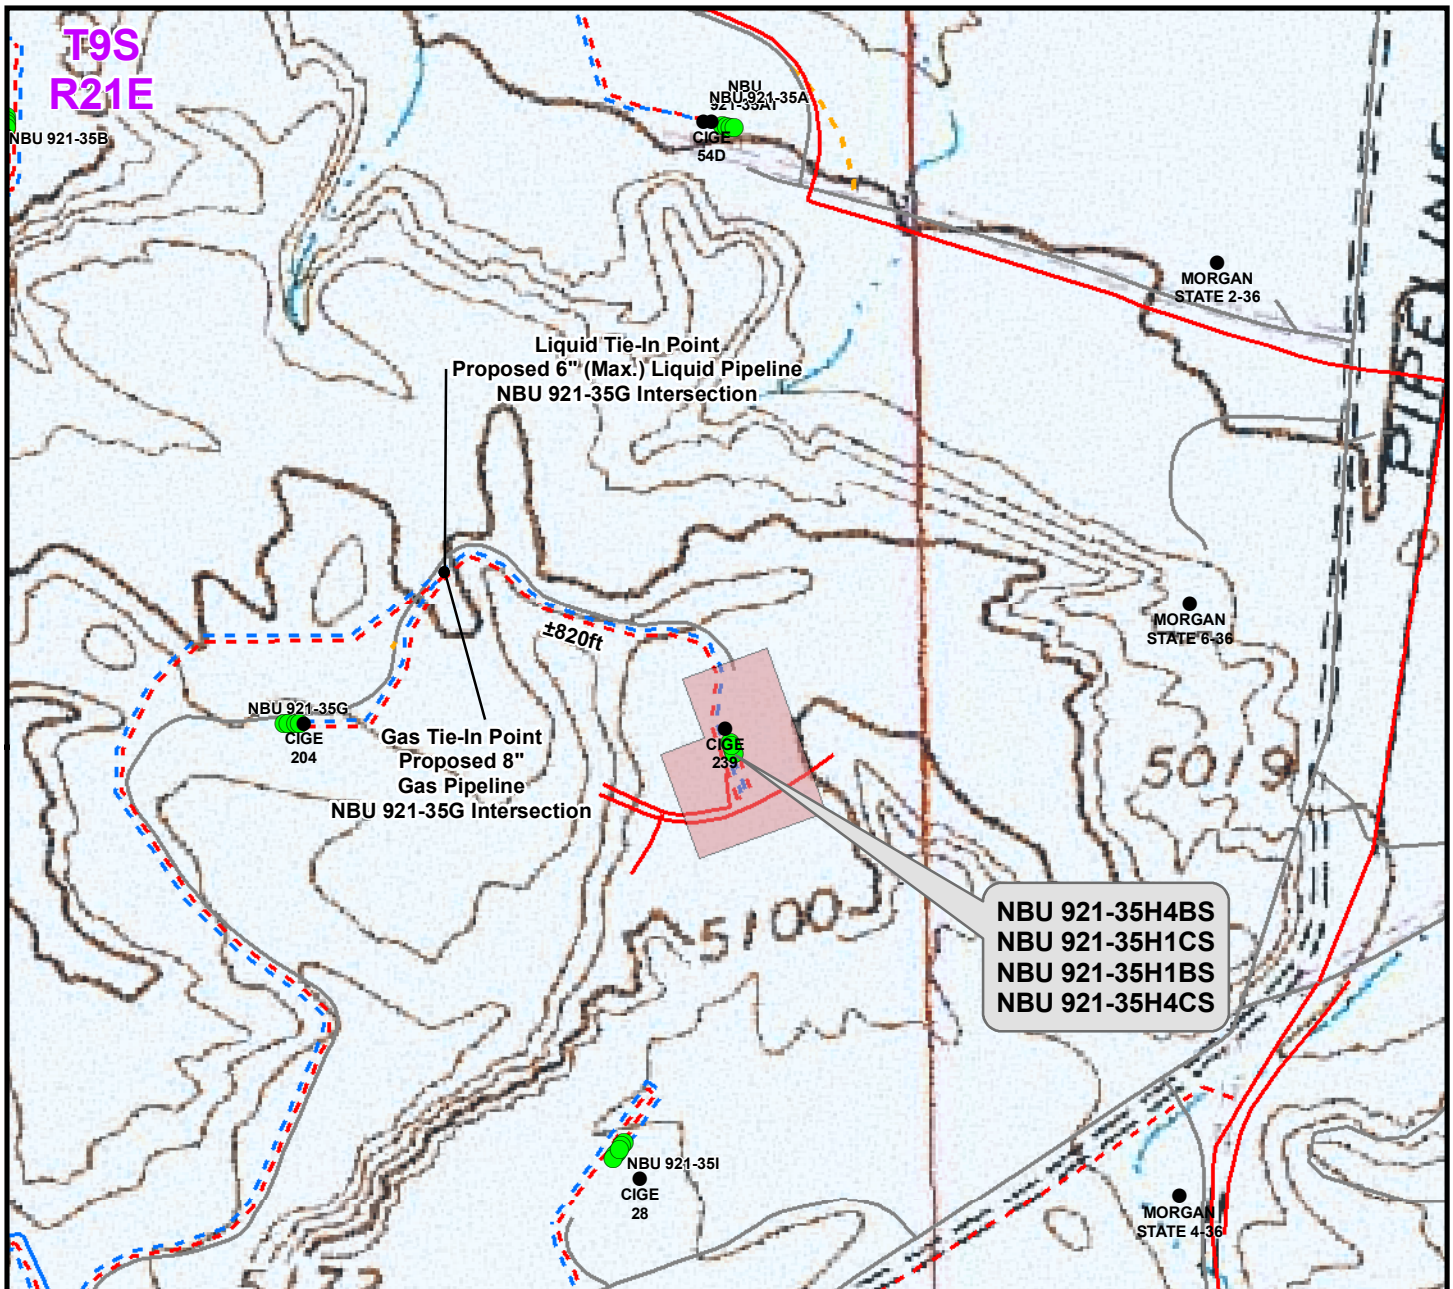 T9S
R21E
NBU 921-35B
NBU
NBU 921-35A
921-35A1
CIGE
54D
MORGAN
STATE 2-36
PIPELINE
Liquid Tie-In Point
Proposed 6" (Max.) Liquid Pipeline
NBU 921-35G Intersection
MORGAN
STATE 6-36
±820ft
NBU 921-35G
CIGE
204
Gas Tie-In Point
Proposed 8"
Gas Pipeline
NBU 921-35G Intersection
CIGE
239
5019
5100
NBU 921-35H4BS
NBU 921-35H1CS
NBU 921-35H1BS
NBU 921-35H4CS
NBU 921-35I
CIGE
28
MORGAN
STATE 4-36